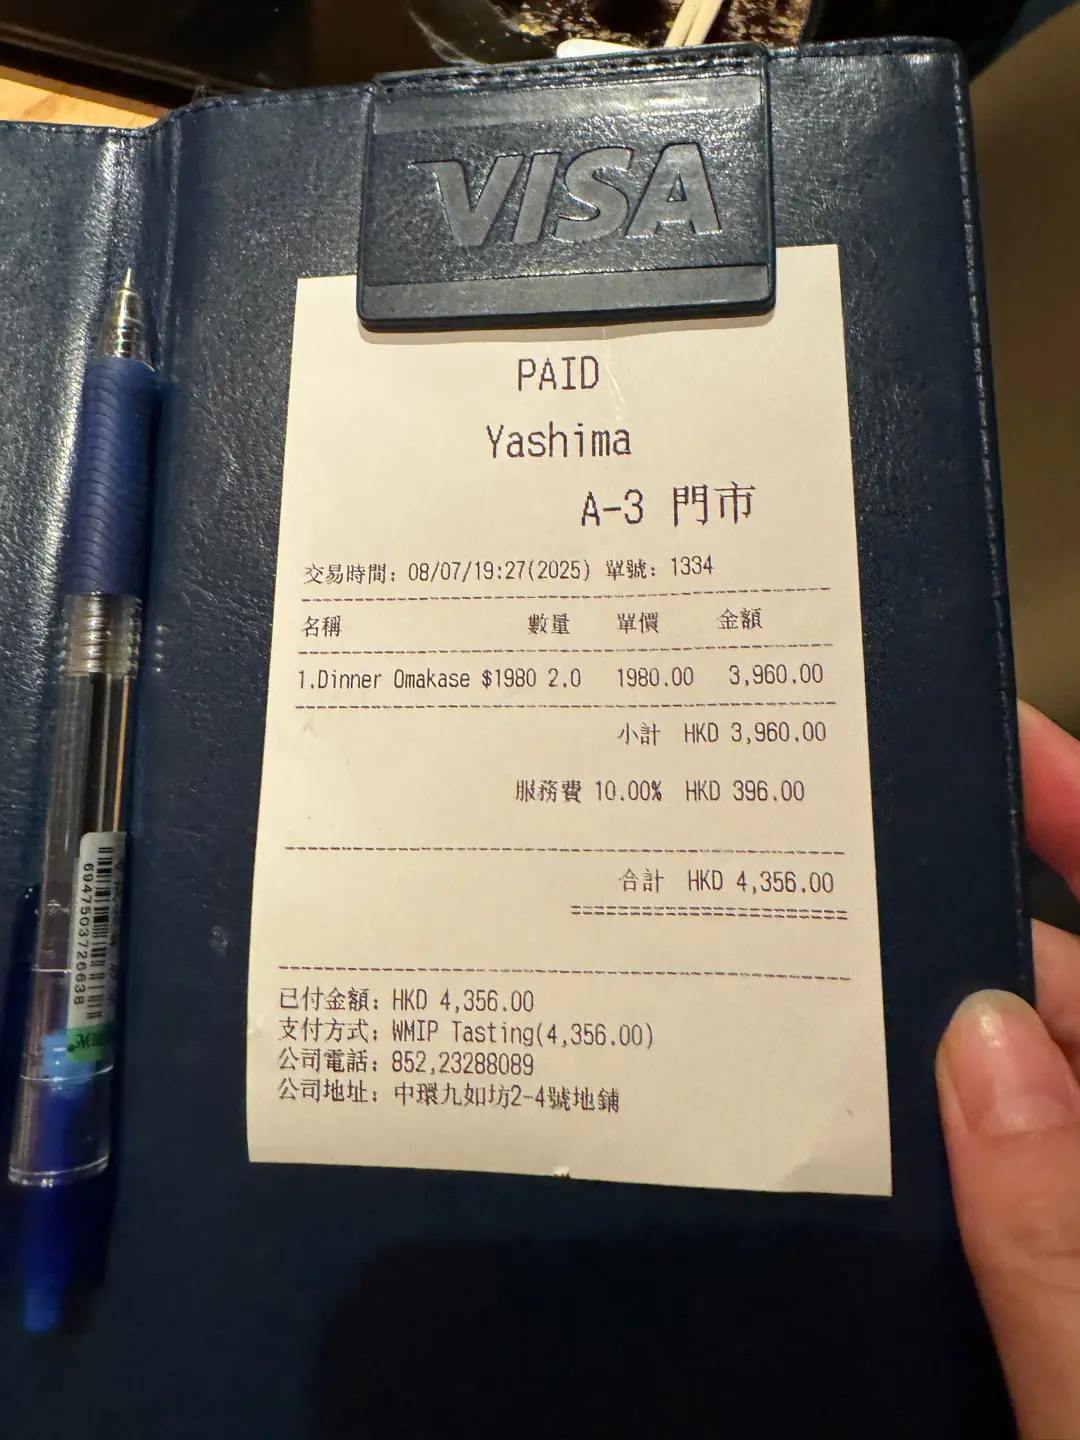 VISA
PAID
Yashima
A-3 門市
交易時間: 08/07/19:27(2025) 單號: 1334
名稱 數量 單價 金額
1.Dinner Omakase $1980 2.0 1980.00 3,960.00
小計 HKD 3,960.00
服務費 10.00% HKD 396.00
合計 HKD 4,356.00
已付金額: HKD 4,356.00
支付方式: WMIP Tasting(4,356.00)
公司電話: 852,23288089
公司地址: 中環九如坊2-4號地鋪
6947503726638